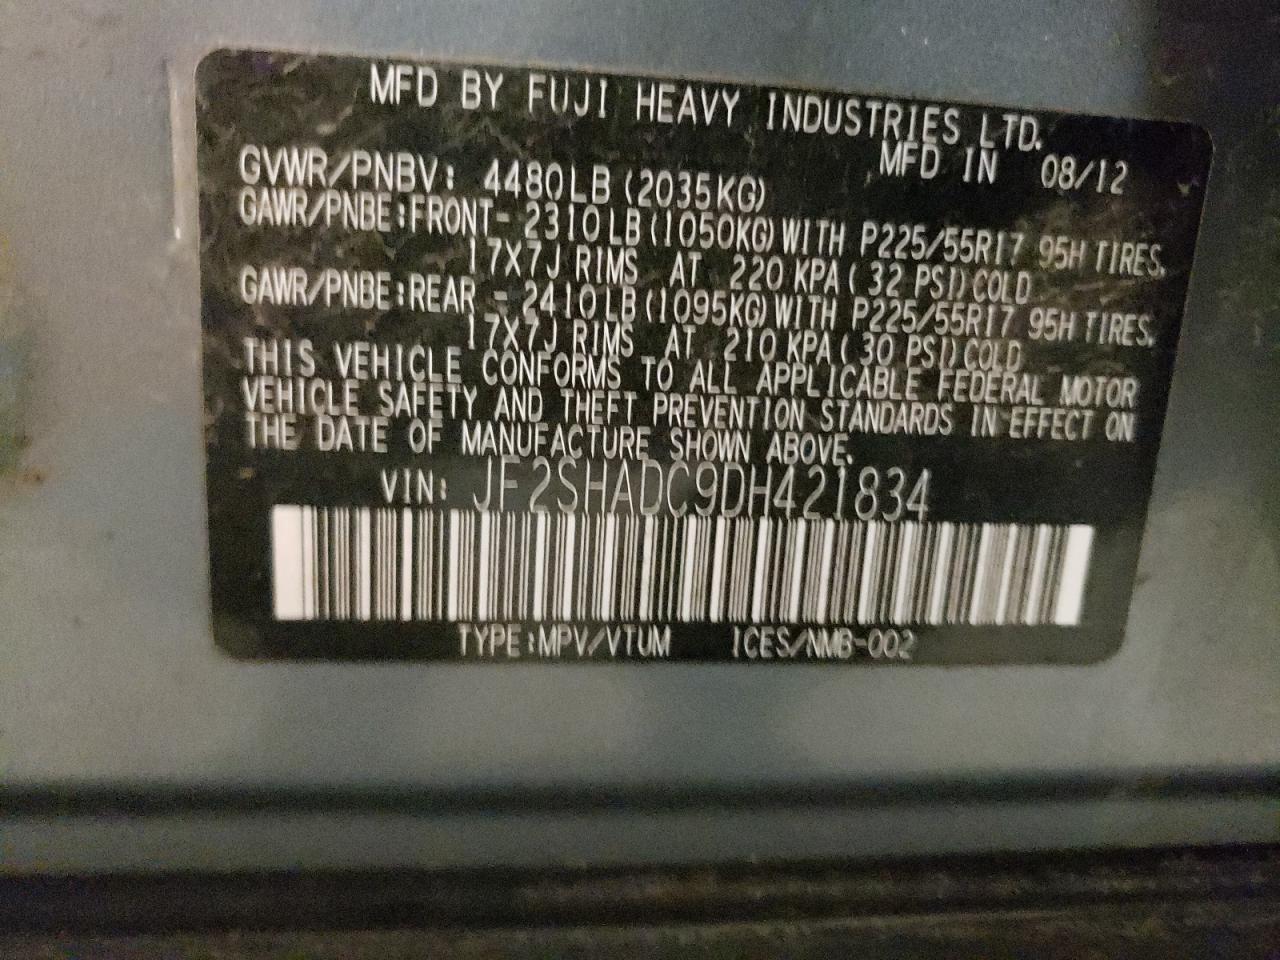 MFD BY FUJI HEAVY INDUSTRIES LTD.
MFD IN 08/12
GVWR/PNBV: 4480LB (2035KG)
GAWR/PNBE:FRONT- 2310LB (1050KG) WITH P225/55R17 95H TIRES,
17X7J RIMS AT 220 KPA ( 32 PSI) COLD
GAWR/PNBE:REAR - 2410LB (1095KG) WITH P225/55R17 95H TIRES,
17X7J RIMS AT 210 KPA ( 30 PSI) COLD
THIS VEHICLE CONFORMS TO ALL APPLICABLE FEDERAL MOTOR
VEHICLE SAFETY AND THEFT PREVENTION STANDARDS IN EFFECT ON
THE DATE OF MANUFACTURE SHOWN ABOVE.
VIN: JF2SHADC9DH421834
TYPE:MPV/VTUM ICES/NMB-002